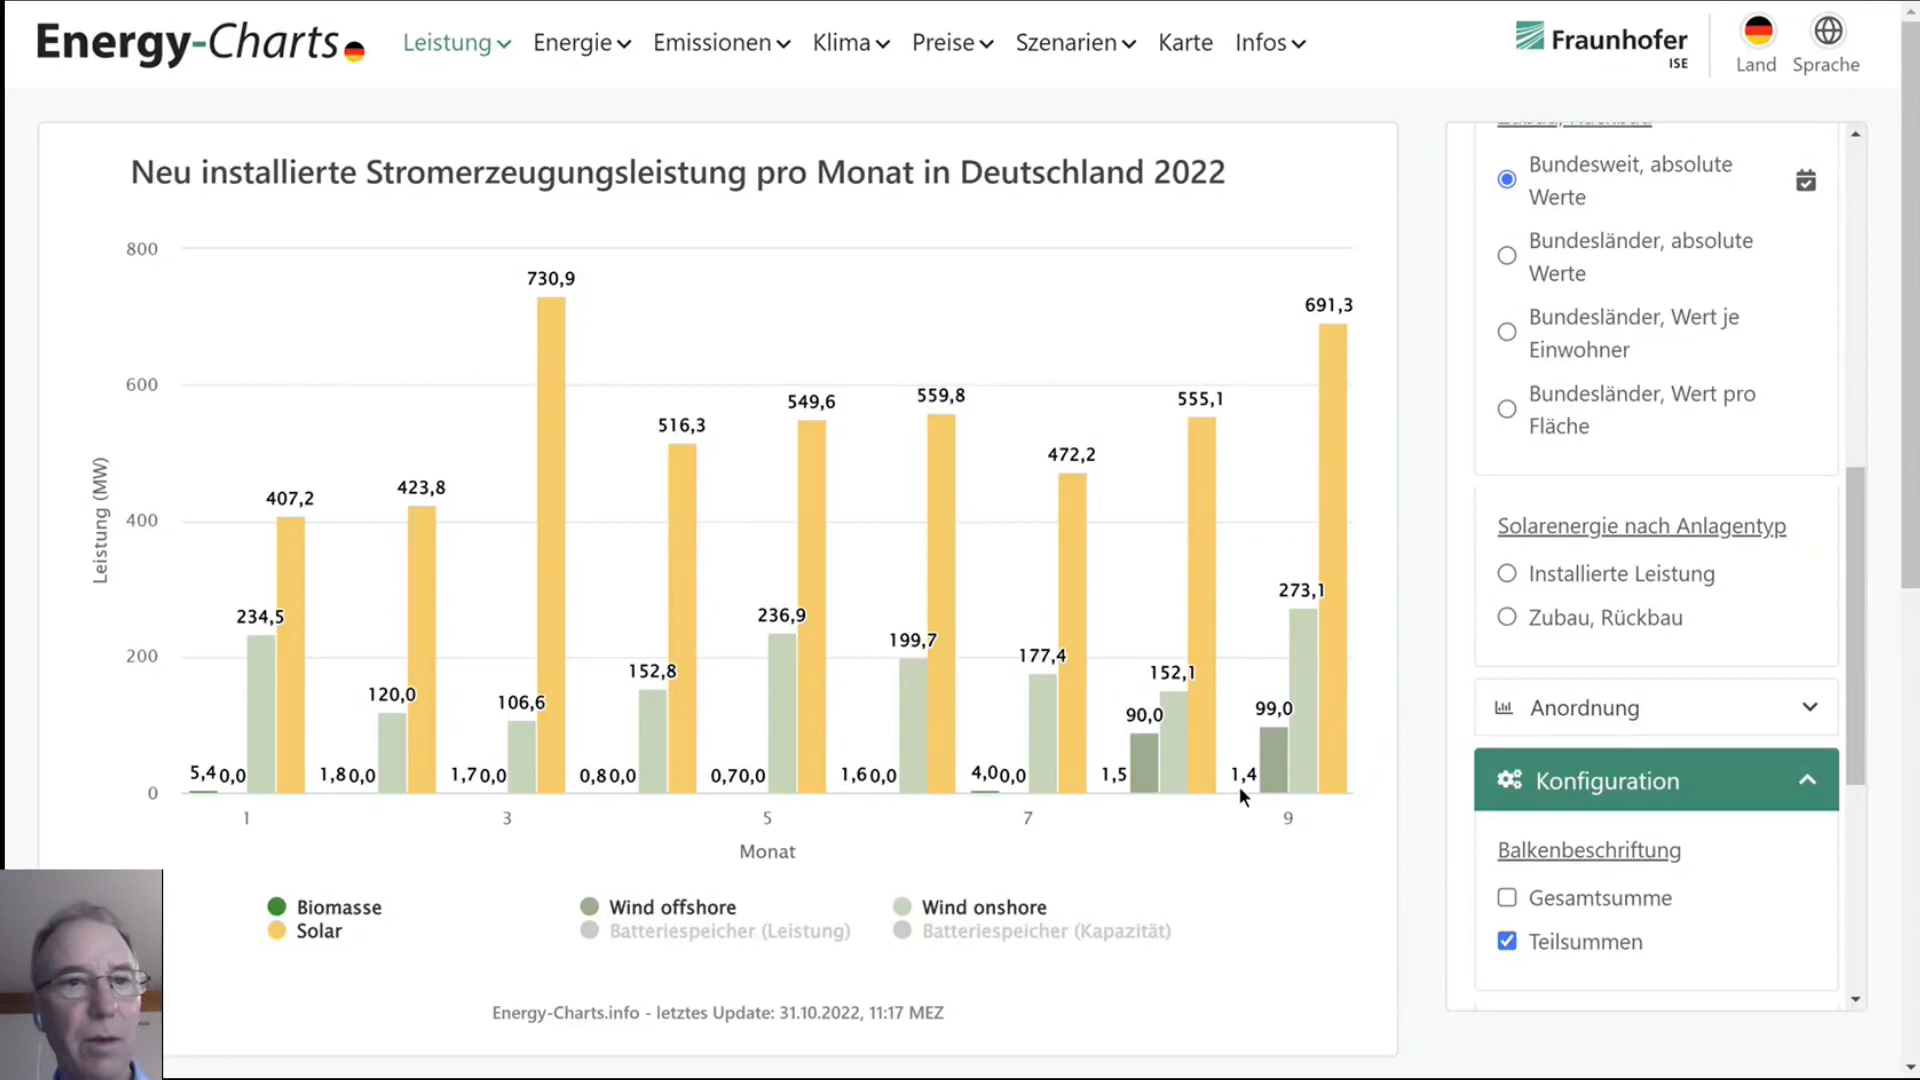 Energy-Charts
Leistung Energie Emissionen Klima Preise Szenarien Karte Infos
Fraunhofer
ISE
Land Sprache
Neu installierte Stromerzeugungsleistung pro Monat in Deutschland 2022
800
600
400
200
0
Leistung (MW)
5,4 0,0 234,5 407,2
1,8 0,0 120,0 423,8
1,7 0,0 106,6 730,9
0,8 0,0 152,8 516,3
0,7 0,0 236,9 549,6
1,6 0,0 199,7 559,8
4,0 0,0 177,4 472,2
1,5 90,0 152,1 555,1
1,4 99,0 273,1 691,3
1 3 5 7 9
Monat
Biomasse Wind offshore Wind onshore
Solar Batteriespeicher (Leistung) Batteriespeicher (Kapazität)
Energy-Charts.info - letztes Update: 31.10.2022, 11:17 MEZ
Zubau, Rückbau
Bundesweit, absolute
Werte
Bundesländer, absolute
Werte
Bundesländer, Wert je
Einwohner
Bundesländer, Wert pro
Fläche
Solarenergie nach Anlagentyp
Installierte Leistung
Zubau, Rückbau
Anordnung
Konfiguration
Balkenbeschriftung
Gesamtsumme
Teilsummen